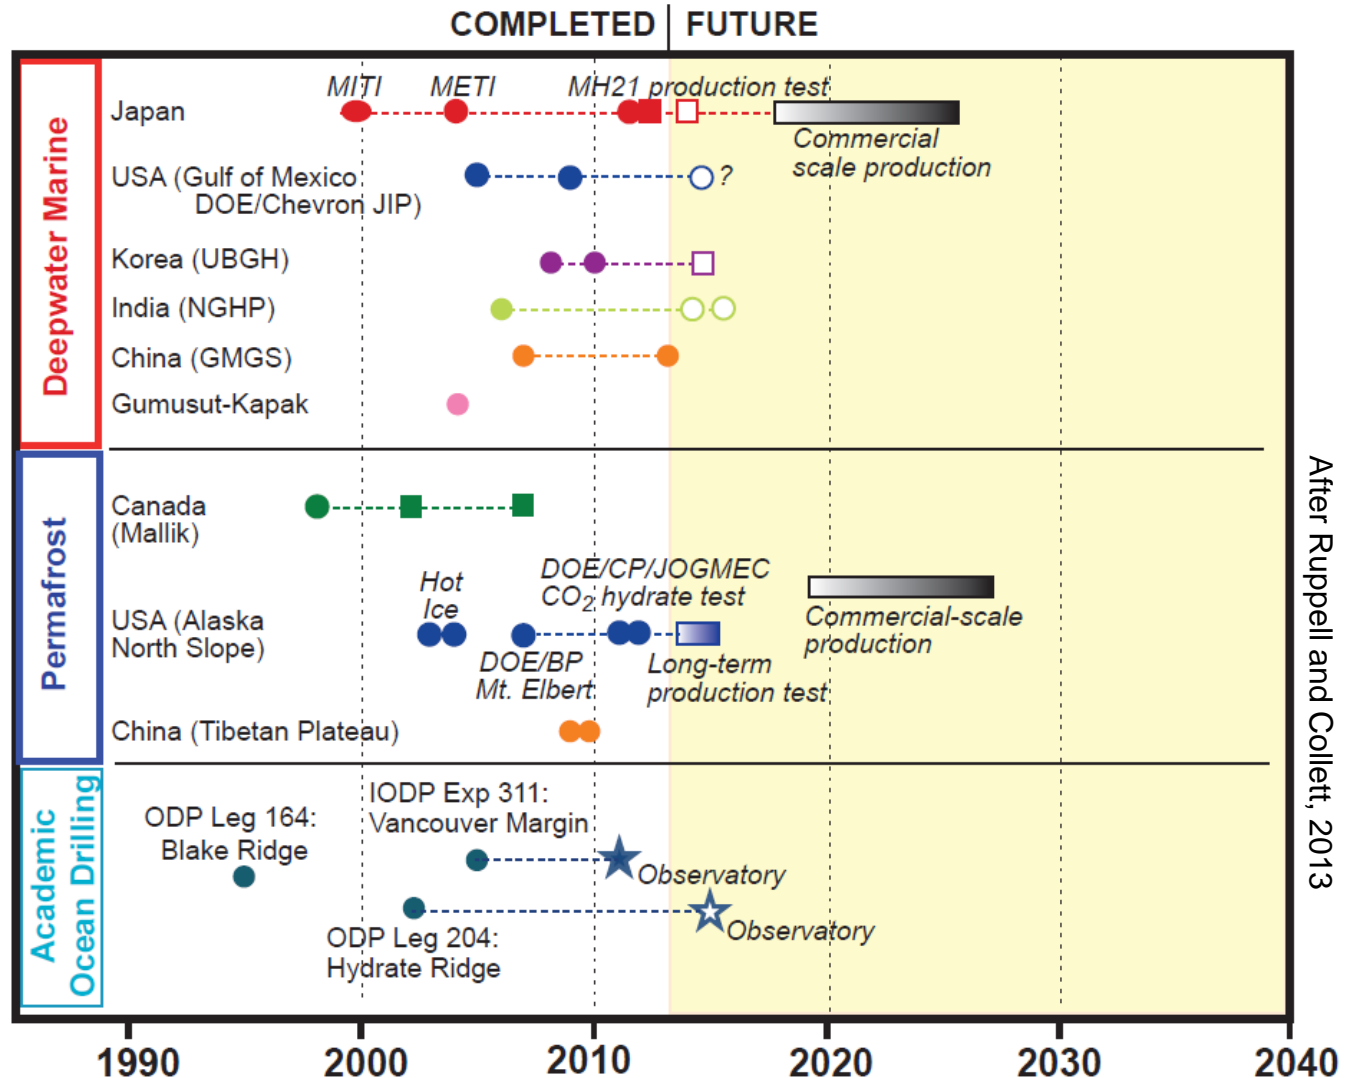 COMPLETED FUTURE
Deepwater Marine
MITI METI MH21 production test
Japan
Commercial
scale production
USA (Gulf of Mexico
DOE/Chevron JIP)
?
Korea (UBGH)
India (NGHP)
China (GMGS)
Gumusut-Kapak
Permafrost
Canada
(Mallik)
Hot
Ice
DOE/CP/JOGMEC
CO2 hydrate test
Commercial-scale
production
USA (Alaska
North Slope)
DOE/BP
Mt. Elbert
Long-term
production test
China (Tibetan Plateau)
Academic
Ocean Drilling
ODP Leg 164:
Blake Ridge
IODP Exp 311:
Vancouver Margin
Observatory
ODP Leg 204:
Hydrate Ridge
Observatory
1990 2000 2010 2020 2030 2040
After Ruppell and Collett, 2013